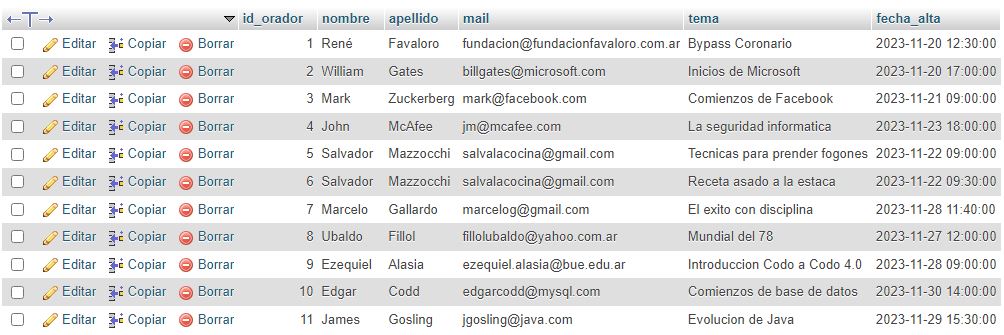 id_orador nombre apellido mail tema fecha_alta
Editar Copiar Borrar 1 René Favaloro fundacion@fundacionfavaloro.com.ar Bypass Coronario 2023-11-20 12:30:00
Editar Copiar Borrar 2 William Gates billgates@microsoft.com Inicios de Microsoft 2023-11-20 17:00:00
Editar Copiar Borrar 3 Mark Zuckerberg mark@facebook.com Comienzos de Facebook 2023-11-21 09:00:00
Editar Copiar Borrar 4 John McAfee jm@mcafee.com La seguridad informatica 2023-11-23 18:00:00
Editar Copiar Borrar 5 Salvador Mazzocchi salvalacocina@gmail.com Tecnicas para prender fogones 2023-11-22 09:00:00
Editar Copiar Borrar 6 Salvador Mazzocchi salvalacocina@gmail.com Receta asado a la estaca 2023-11-22 09:30:00
Editar Copiar Borrar 7 Marcelo Gallardo marcelog@gmail.com El exito con disciplina 2023-11-28 11:40:00
Editar Copiar Borrar 8 Ubaldo Fillol fillolubaldo@yahoo.com.ar Mundial del 78 2023-11-27 12:00:00
Editar Copiar Borrar 9 Ezequiel Alasia ezequiel.alasia@bue.edu.ar Introduccion Codo a Codo 4.0 2023-11-28 09:00:00
Editar Copiar Borrar 10 Edgar Codd edgarcodd@mysql.com Comienzos de base de datos 2023-11-30 14:00:00
Editar Copiar Borrar 11 James Gosling jgosling@java.com Evolucion de Java 2023-11-29 15:30:00